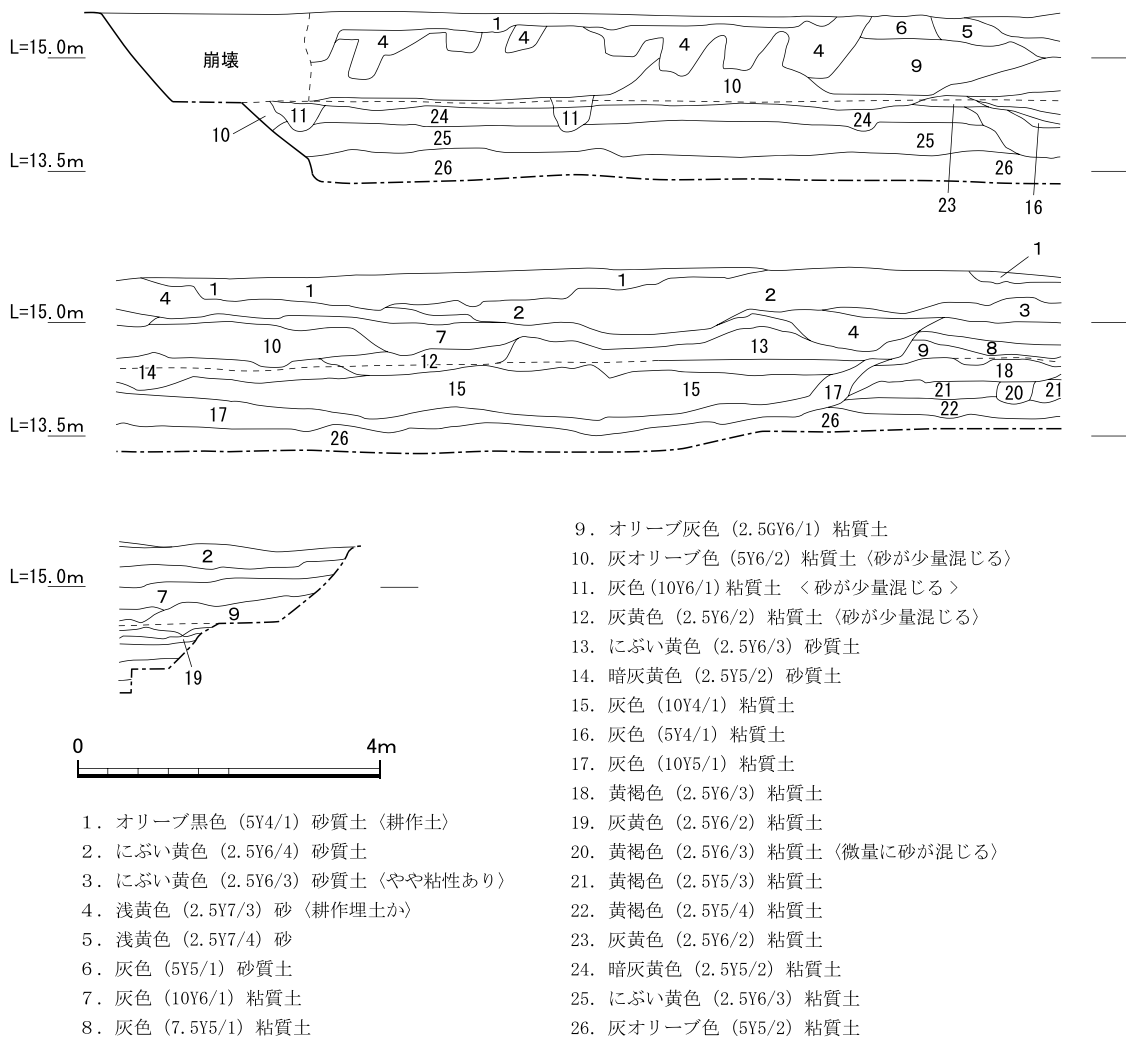 1
6
5
4
4
4
4
L=15.0m
崩壊
9
10
11
24
11
24
10
25
25
26
26
L=13.5m
23
16
1
1
1
1
4
2
2
3
L=15.0m
7
4
10
13
8
12
9
14
18
15
15
17
21
20
21
17
22
26
26
L=13.5m
2
L=15.0m
7
9
19
0
4m
1. オリーブ黒色 (5Y4/1) 砂質土〈耕作土〉
2. にぶい黄色 (2.5Y6/4) 砂質土
3. にぶい黄色 (2.5Y6/3) 砂質土〈やや粘性あり〉
4. 浅黄色 (2.5Y7/3) 砂〈耕作埋土か〉
5. 浅黄色 (2.5Y7/4) 砂
6. 灰色 (5Y5/1) 砂質土
7. 灰色 (10Y6/1) 粘質土
8. 灰色 (7.5Y5/1) 粘質土
9. オリーブ灰色 (2.5GY6/1) 粘質土
10. 灰オリーブ色 (5Y6/2) 粘質土〈砂が少量混じる〉
11. 灰色(10Y6/1)粘質土 <砂が少量混じる>
12. 灰黄色 (2.5Y6/2) 粘質土〈砂が少量混じる〉
13. にぶい黄色 (2.5Y6/3) 砂質土
14. 暗灰黄色 (2.5Y5/2) 砂質土
15. 灰色 (10Y4/1) 粘質土
16. 灰色 (5Y4/1) 粘質土
17. 灰色 (10Y5/1) 粘質土
18. 黄褐色 (2.5Y6/3) 粘質土
19. 灰黄色 (2.5Y6/2) 粘質土
20. 黄褐色 (2.5Y6/3) 粘質土〈微量に砂が混じる〉
21. 黄褐色 (2.5Y5/3) 粘質土
22. 黄褐色 (2.5Y5/4) 粘質土
23. 灰黄色 (2.5Y6/2) 粘質土
24. 暗灰黄色 (2.5Y5/2) 粘質土
25. にぶい黄色 (2.5Y6/3) 粘質土
26. 灰オリーブ色 (5Y5/2) 粘質土